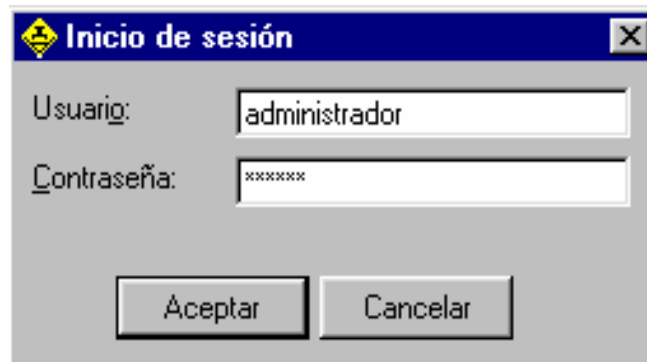 Inicio de sesión
Usuario: administrador
Contraseña: ××××××
Aceptar Cancelar